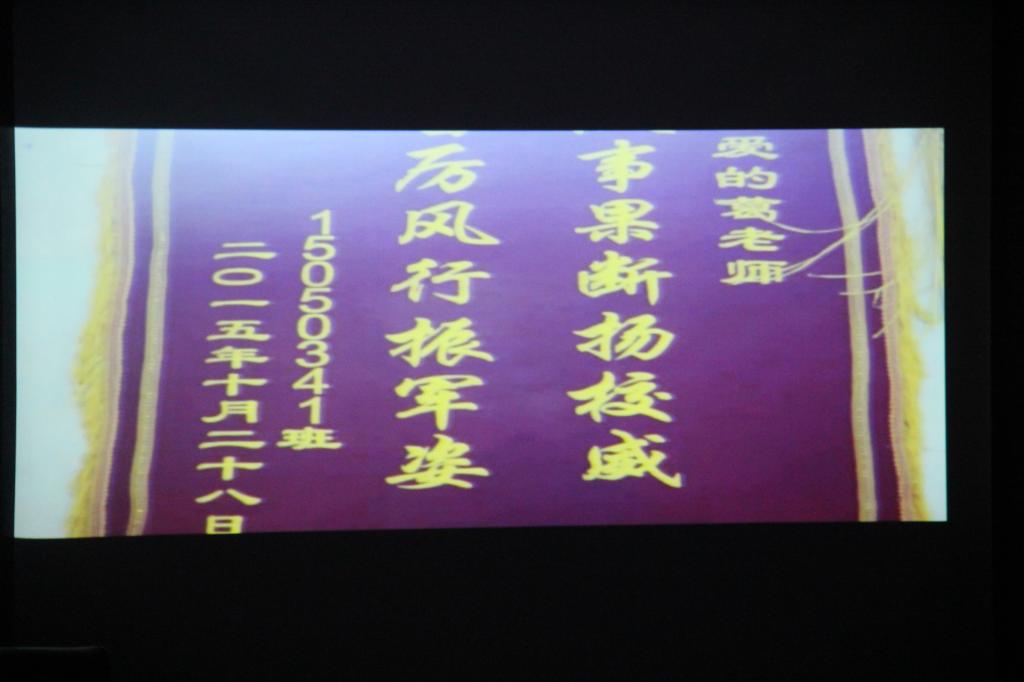 爱的葛老师
事果断扬校威
厉风行振军姿
15050341班
二〇一五年十月二十八日